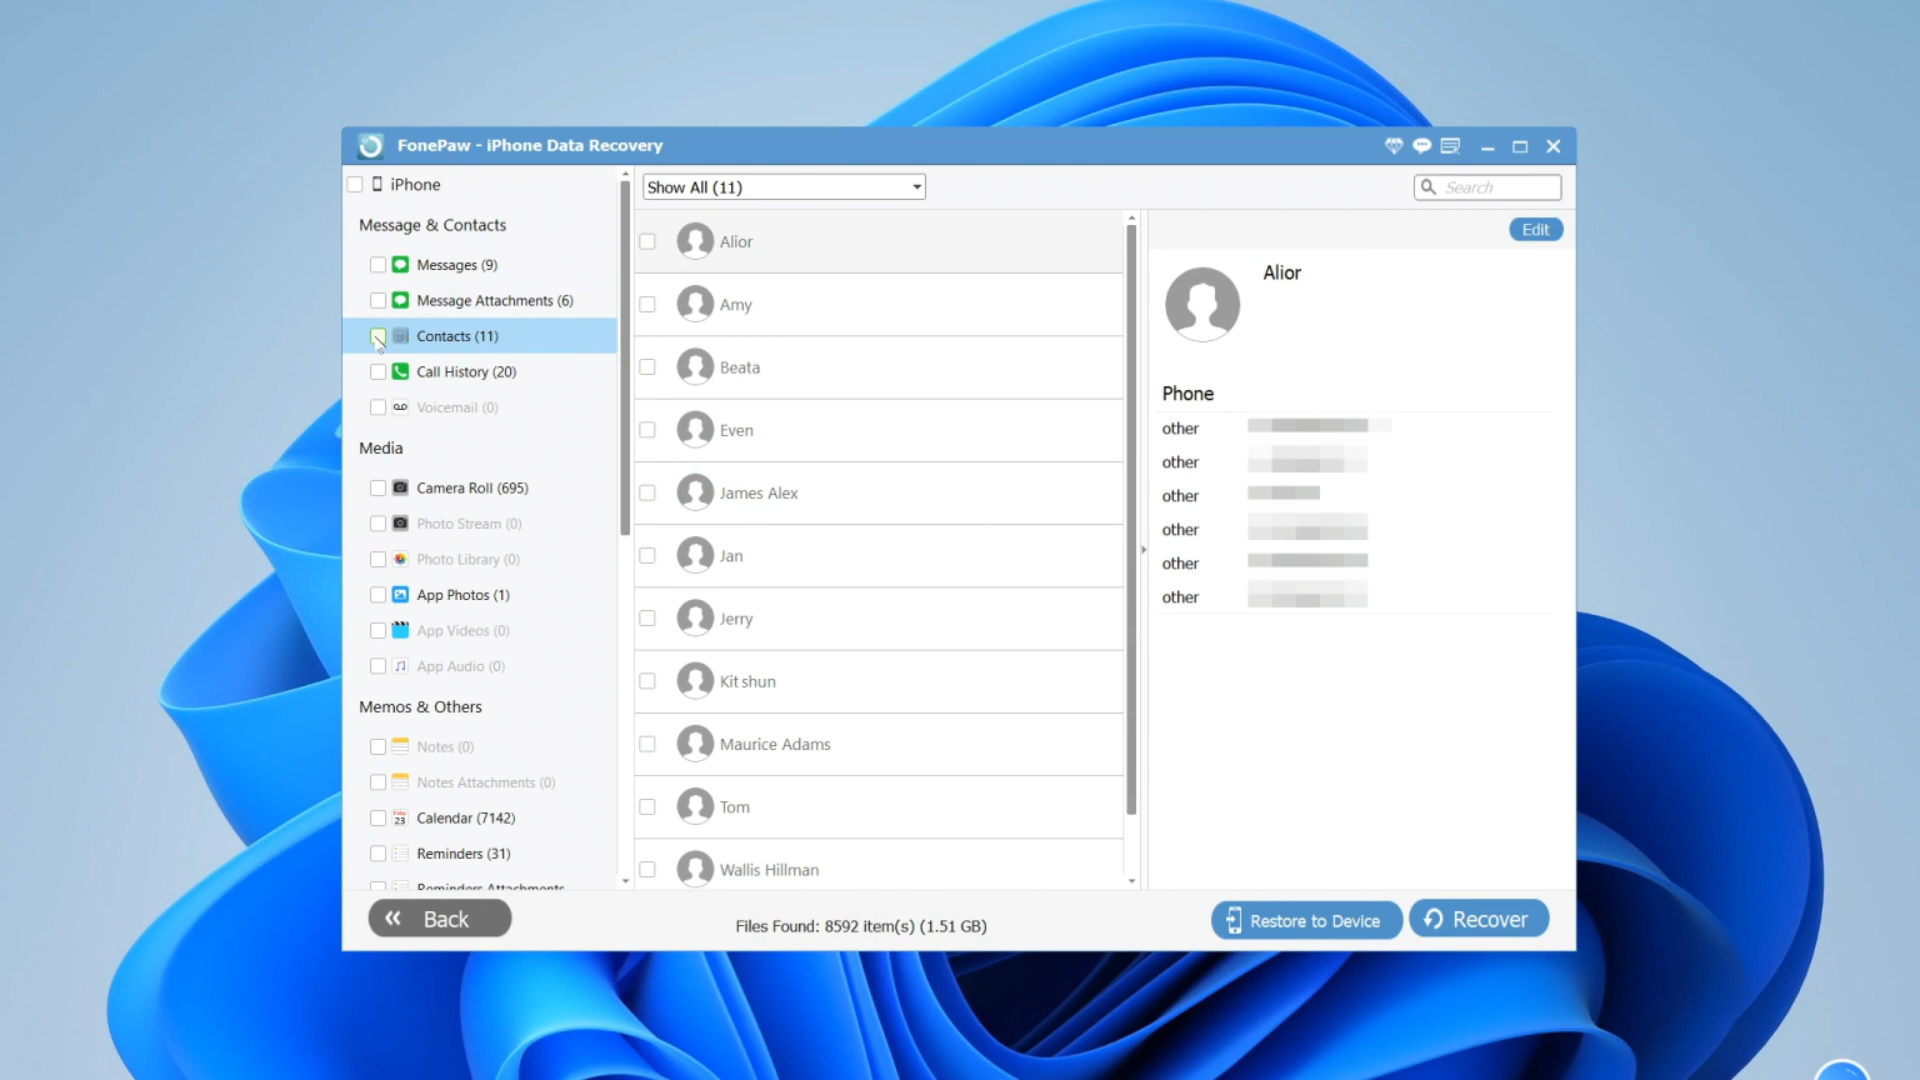 FonePaw - iPhone Data Recovery
iPhone
Message & Contacts
Messages (9)
Message Attachments (6)
Contacts (11)
Call History (20)
Voicemail (0)
Media
Camera Roll (695)
Photo Stream (0)
Photo Library (0)
App Photos (1)
App Videos (0)
App Audio (0)
Memos & Others
Notes (0)
Notes Attachments (0)
Calendar (7142)
Reminders (31)
Reminders Attachments
Show All (11)
Search
Alior
Amy
Beata
Even
James Alex
Jan
Jerry
Kit shun
Maurice Adams
Tom
Wallis Hillman
Edit
Alior
Phone
other
other
other
other
other
other
Back
Files Found: 8592 item(s) (1.51 GB)
Restore to Device
Recover